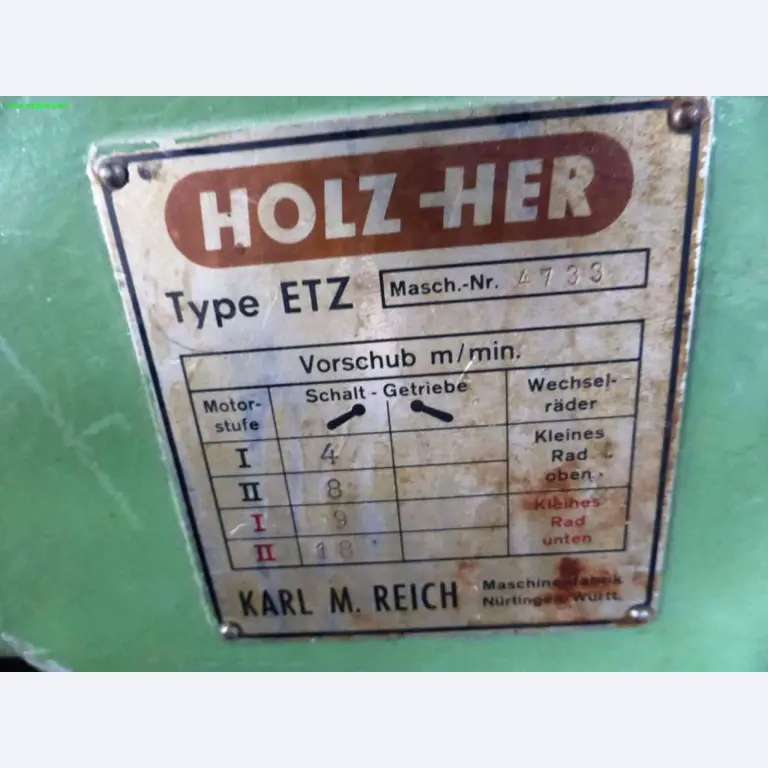 HOLZ-HER
Type ETZ Masch.-Nr. 4733
Vorschub m/min.
Motor-
stufe
Schalt-Getriebe
Wechsel-
räder
I 4
II 8
Kleines
Rad
oben
I 9
II 18
Kleines
Rad
unten
KARL M. REICH
Maschinenfabrik
Nürtingen/Württ.